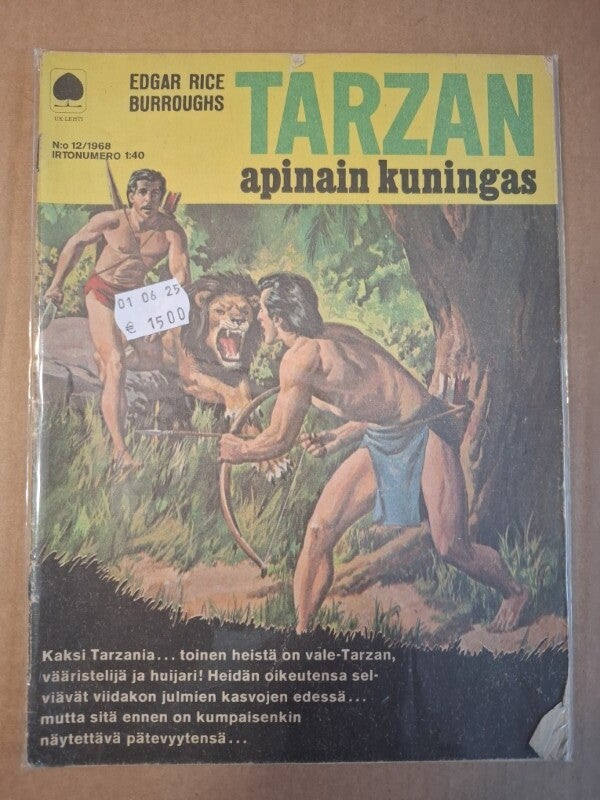 UK-LEHTI
EDGAR RICE
BURROUGHS
TARZAN
apinain kuningas
N:o 12/1968
IRTONUMERO 1:40
01 06 25
€ 1500
Kaksi Tarzania... toinen heistä on vale-Tarzan,
vääristelijä ja huijari! Heidän oikeutensa sel-
viävät viidakon julmien kasvojen edessä...
mutta sitä ennen on kumpaisenkin
näytettävä pätevyytensä...